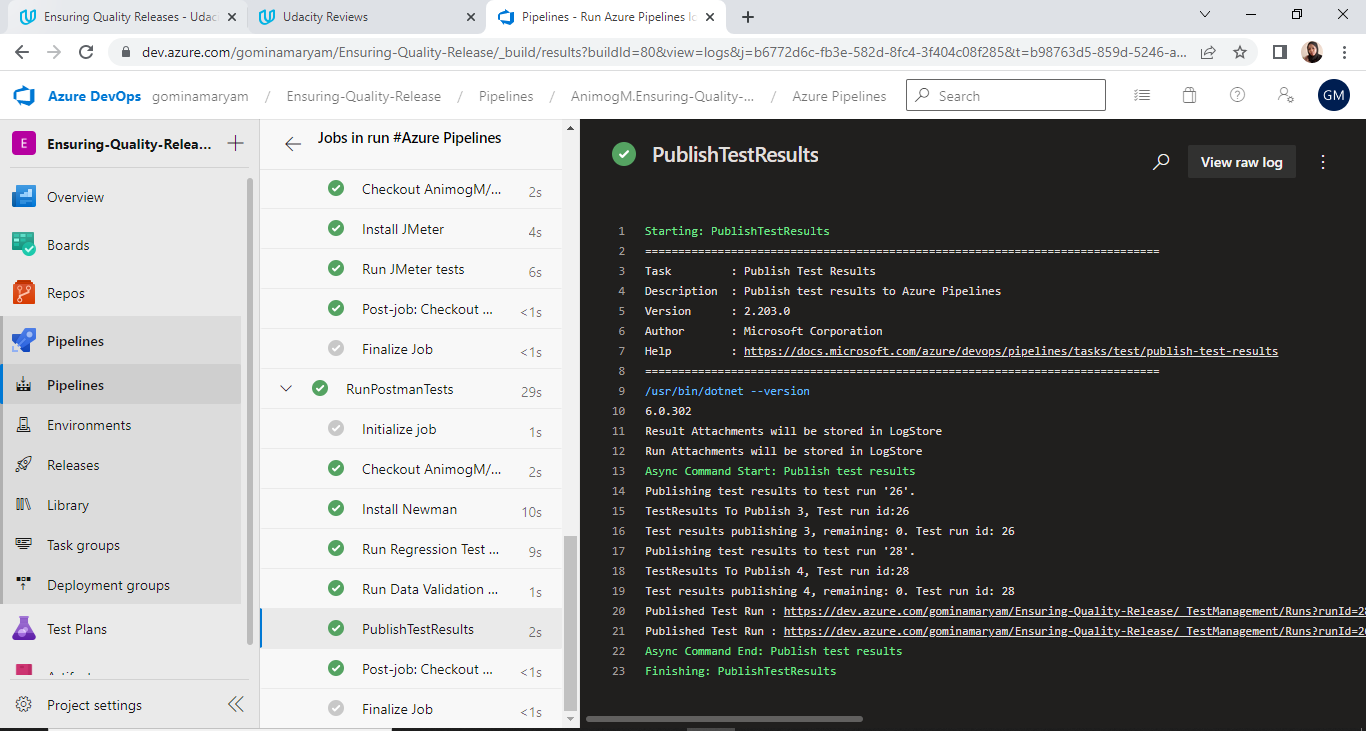 Ensuring Quality Releases - Udac
Udacity Reviews
Pipelines - Run Azure Pipelines lo
dev.azure.com/gominamaryam/Ensuring-Quality-Release/_build/results?buildId=80&view=logs&j=b6772d6c-fb3e-582d-8fc4-3f404c08f285&t=b98763d5-859d-5246-a...
Azure DevOps gominamaryam / Ensuring-Quality-Release / Pipelines / AnimogM.Ensuring-Quality-... / Azure Pipelines
Search
GM
E
Ensuring-Quality-Relea...
Overview
Boards
Repos
Pipelines
Pipelines
Environments
Releases
Library
Task groups
Deployment groups
Test Plans
Project settings
Jobs in run #Azure Pipelines
Checkout AnimogM/... 2s
Install JMeter 4s
Run JMeter tests 6s
Post-job: Checkout ... <1s
Finalize Job <1s
RunPostmanTests 29s
Initialize job 1s
Checkout AnimogM/... 2s
Install Newman 10s
Run Regression Test ... 9s
Run Data Validation ... 1s
PublishTestResults 2s
Post-job: Checkout ... <1s
Finalize Job <1s
PublishTestResults
View raw log
1 Starting: PublishTestResults
2 ==============================================================================
3 Task : Publish Test Results
4 Description : Publish test results to Azure Pipelines
5 Version : 2.203.0
6 Author : Microsoft Corporation
7 Help : https://docs.microsoft.com/azure/devops/pipelines/tasks/test/publish-test-results
8 ==============================================================================
9 /usr/bin/dotnet --version
10 6.0.302
11 Result Attachments will be stored in LogStore
12 Run Attachments will be stored in LogStore
13 Async Command Start: Publish test results
14 Publishing test results to test run '26'.
15 TestResults To Publish 3, Test run id:26
16 Test results publishing 3, remaining: 0. Test run id: 26
17 Publishing test results to test run '28'.
18 TestResults To Publish 4, Test run id:28
19 Test results publishing 4, remaining: 0. Test run id: 28
20 Published Test Run : https://dev.azure.com/gominamaryam/Ensuring-Quality-Release/_TestManagement/Runs?runId=28
21 Published Test Run : https://dev.azure.com/gominamaryam/Ensuring-Quality-Release/_TestManagement/Runs?runId=26
22 Async Command End: Publish test results
23 Finishing: PublishTestResults